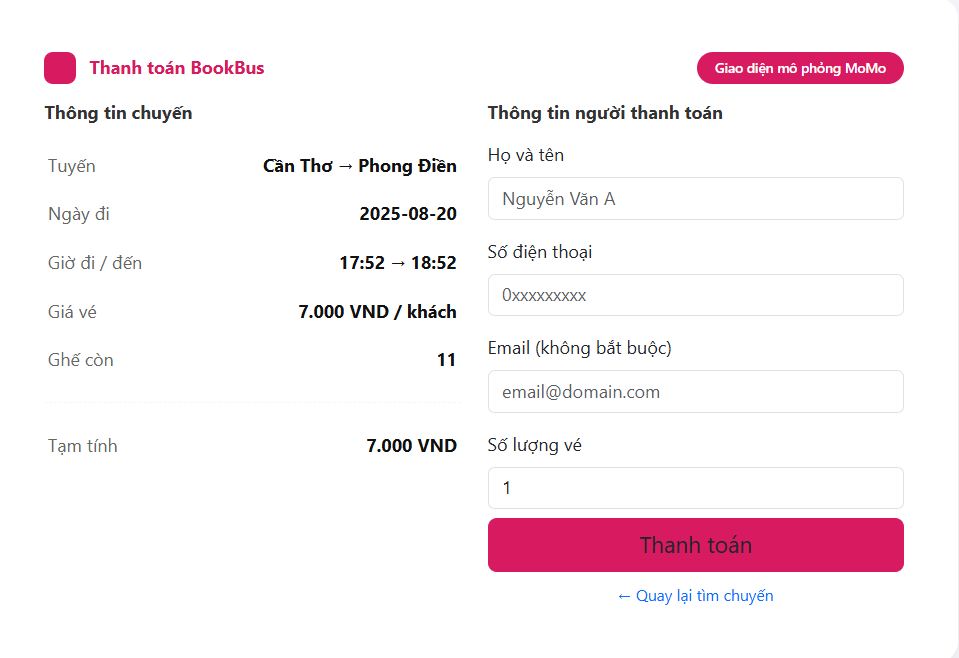 Thanh toán BookBus
Giao diện mô phỏng MoMo
Thông tin chuyến
Tuyến
Cần Thơ → Phong Điền
Ngày đi
2025-08-20
Giờ đi / đến
17:52 → 18:52
Giá vé
7.000 VND / khách
Ghế còn
11
Tạm tính
7.000 VND
Thông tin người thanh toán
Họ và tên
Nguyễn Văn A
Số điện thoại
0xxxxxxxxx
Email (không bắt buộc)
email@domain.com
Số lượng vé
1
Thanh toán
← Quay lại tìm chuyến